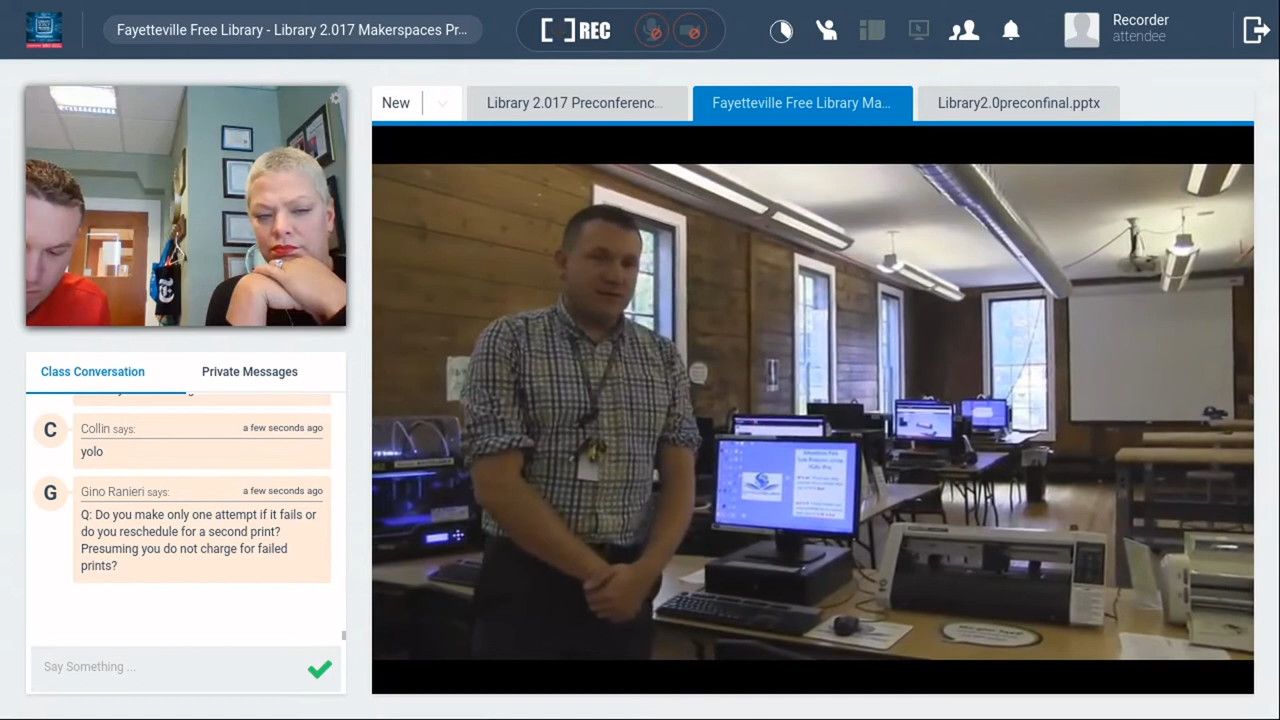 Fayetteville Free Library - Library 2.017 Makerspaces Pr...
REC
Recorder
attendee
New
Library 2.017 Preconferenc...
Fayetteville Free Library Ma...
Library2.0preconfinal.pptx
Class Conversation
Private Messages
C
Collin says:
a few seconds ago
yolo
G
Gino Ranieri says:
a few seconds ago
Q: Do you make only one attempt if it fails or
do you reschedule for a second print?
Presuming you do not charge for failed
prints?
Say Something ...